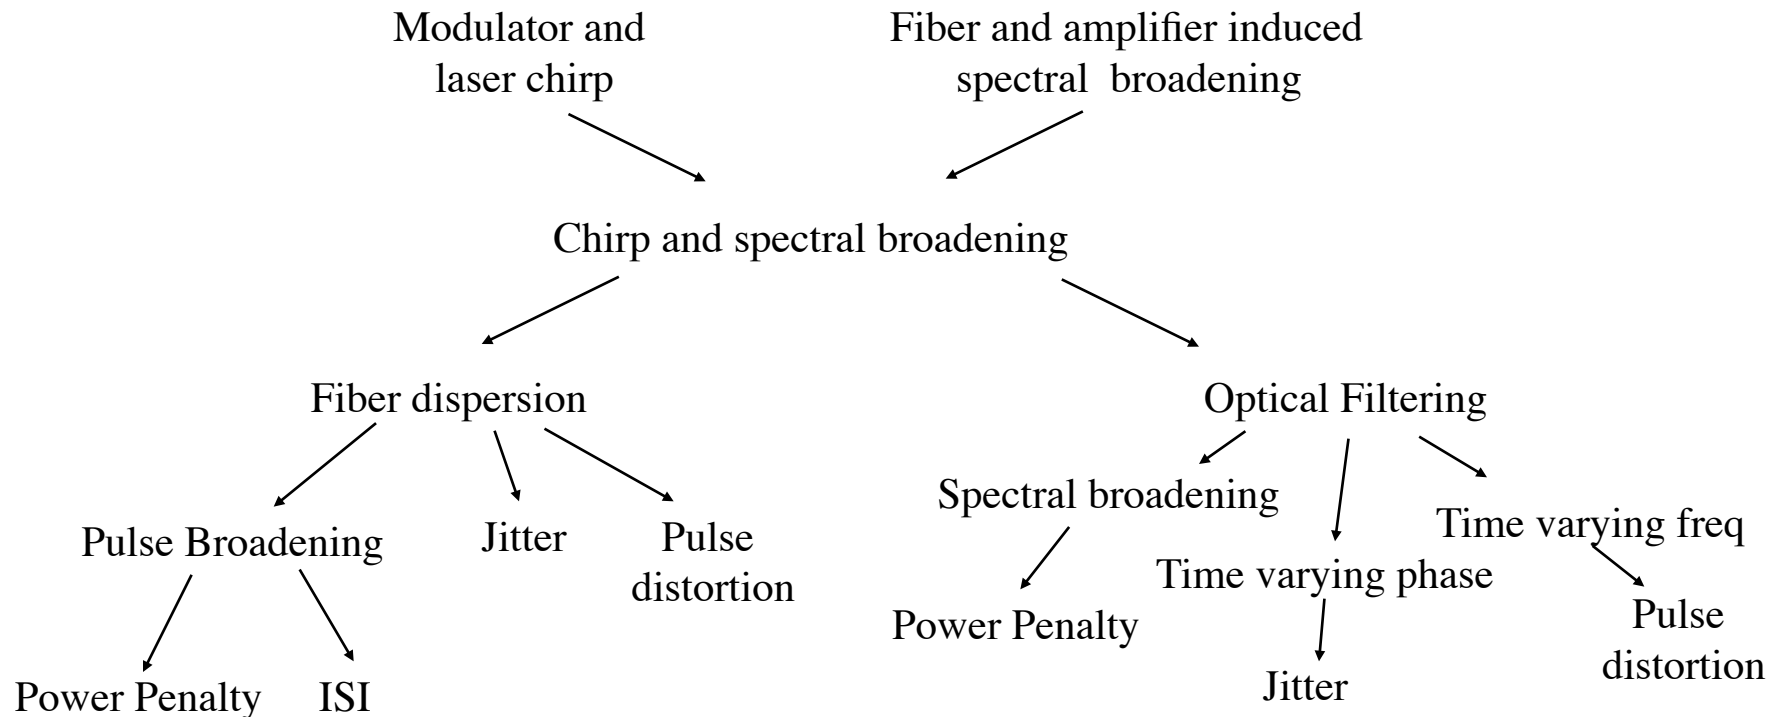 Modulator and
laser chirp
Fiber and amplifier induced
spectral broadening
Chirp and spectral broadening
Fiber dispersion
Optical Filtering
Pulse Broadening
Jitter
Pulse
distortion
Spectral broadening
Time varying freq
Time varying phase
Power Penalty
Pulse
distortion
Power Penalty
ISI
Jitter